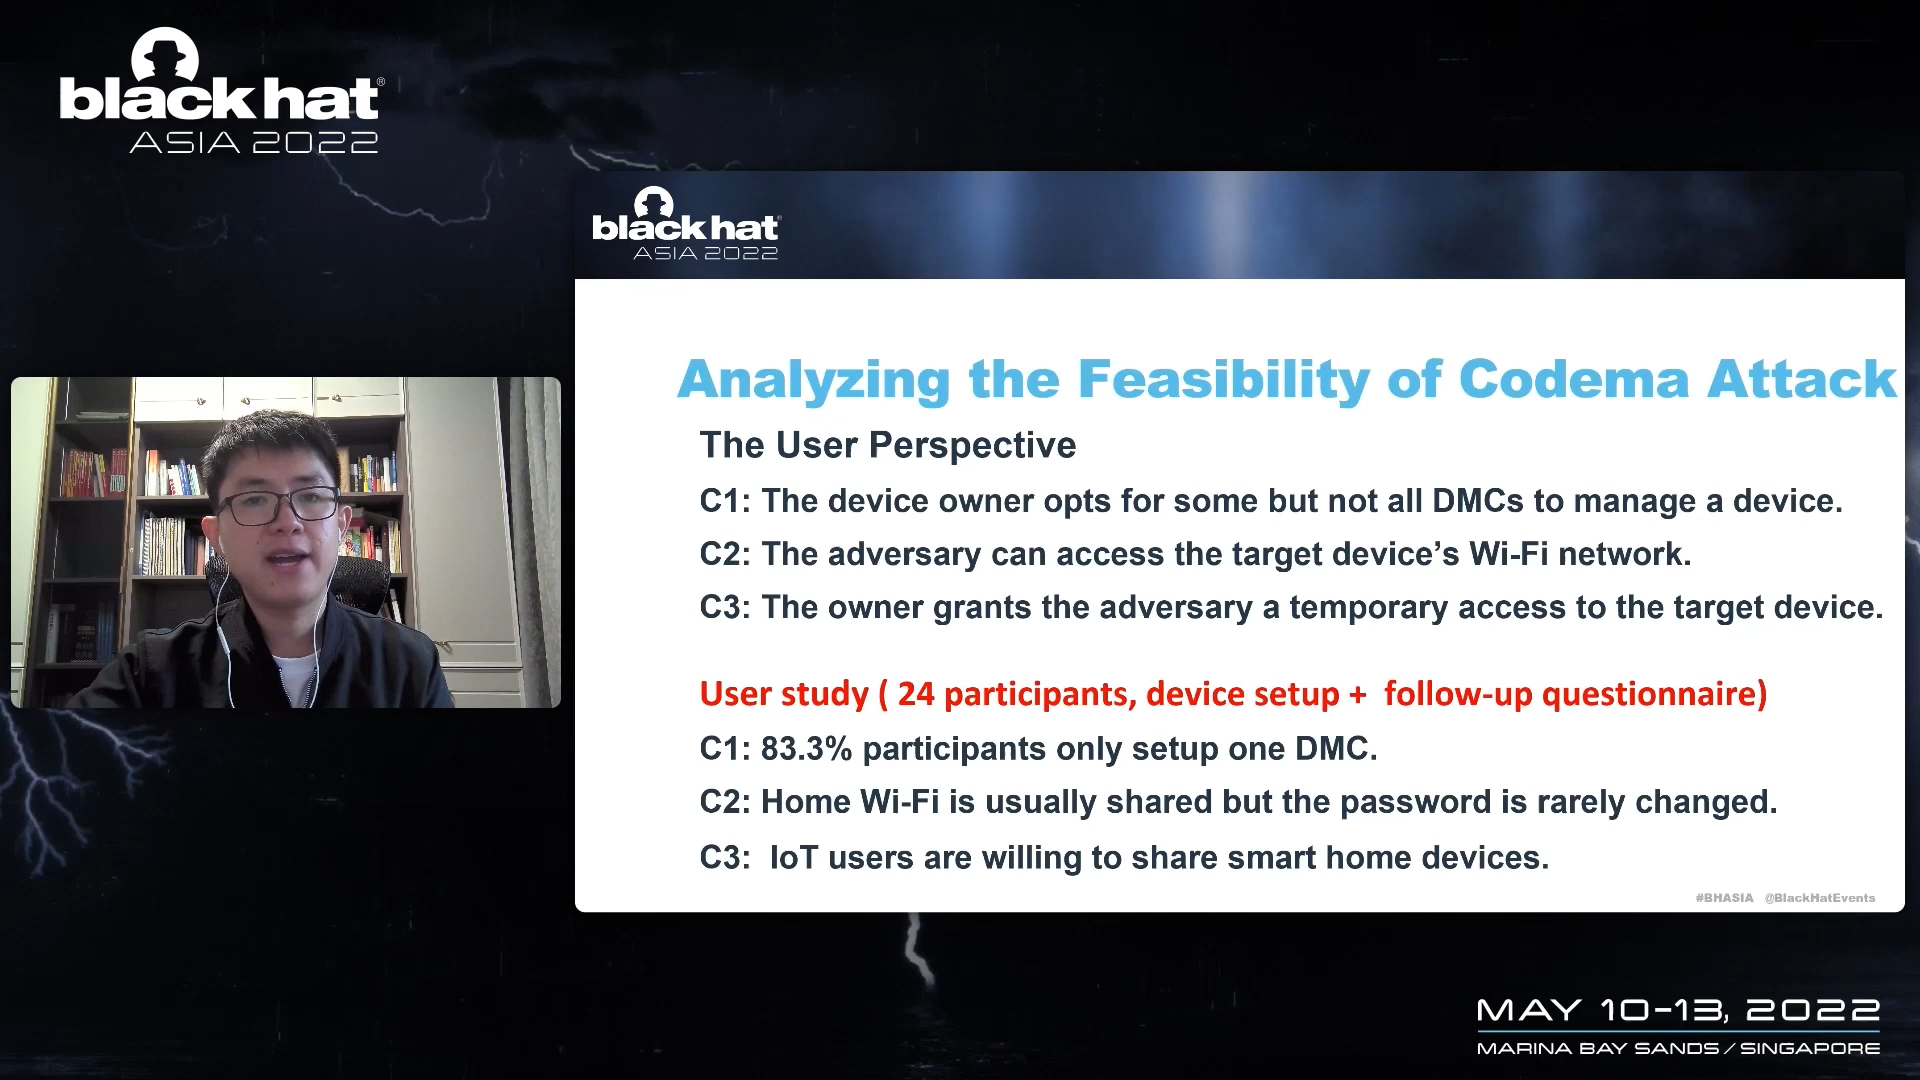 black hat®
ASIA 2022
black hat
ASIA 2022
Analyzing the Feasibility of Codema Attack
The User Perspective
C1: The device owner opts for some but not all DMCs to manage a device.
C2: The adversary can access the target device’s Wi-Fi network.
C3: The owner grants the adversary a temporary access to the target device.
User study ( 24 participants, device setup + follow-up questionnaire)
C1: 83.3% participants only setup one DMC.
C2: Home Wi-Fi is usually shared but the password is rarely changed.
C3: IoT users are willing to share smart home devices.
#BHASIA @BlackHatEvents
MAY 10-13, 2022
MARINA BAY SANDS / SINGAPORE